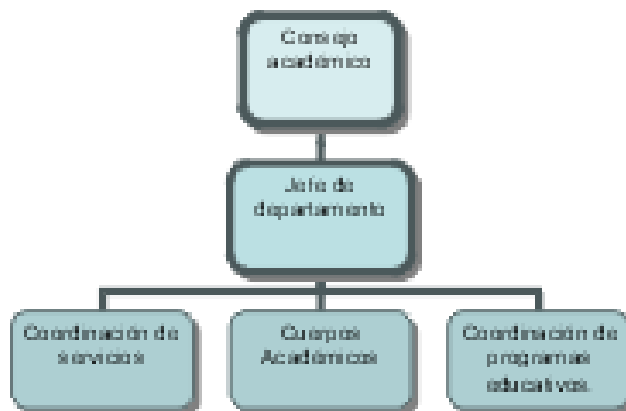 Consejo
académico
Jefe de
departamento
Coordinación de
servicios
Cuerpos
Académicos
Coordinación de
programas
educativos.